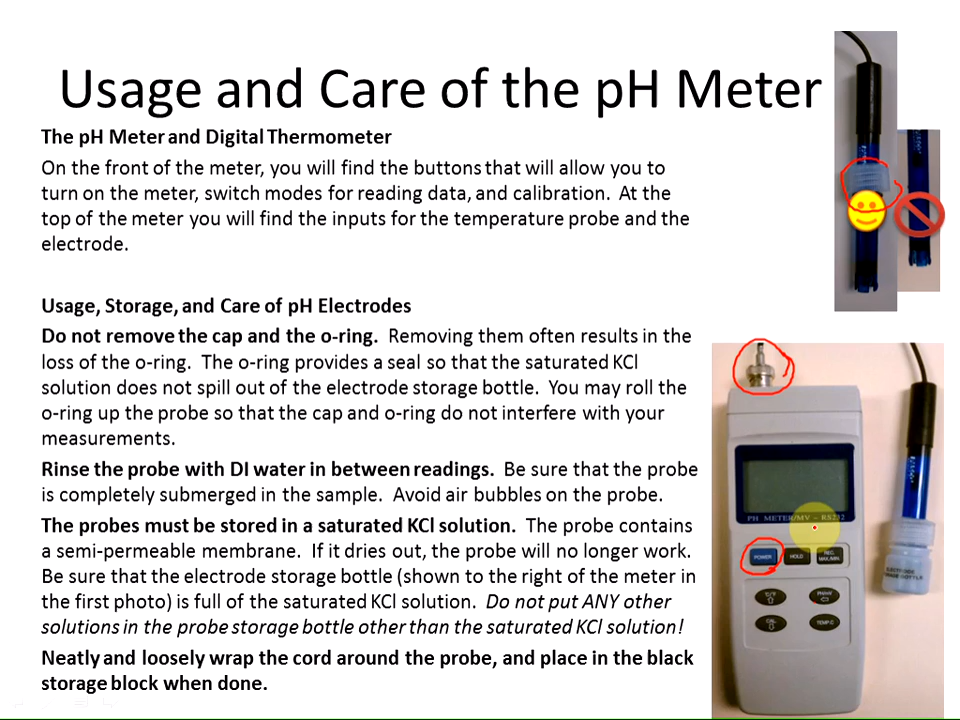 Usage and Care of the pH Meter
The pH Meter and Digital Thermometer
On the front of the meter, you will find the buttons that will allow you to
turn on the meter, switch modes for reading data, and calibration.  At the
top of the meter you will find the inputs for the temperature probe and the
electrode.
Usage, Storage, and Care of pH Electrodes
Do not remove the cap and the o-ring.  Removing them often results in the
loss of the o-ring.  The o-ring provides a seal so that the saturated KCl
solution does not spill out of the electrode storage bottle.  You may roll the
o-ring up the probe so that the cap and o-ring do not interfere with your
measurements.
Rinse the probe with DI water in between readings.  Be sure that the probe
is completely submerged in the sample.  Avoid air bubbles on the probe.
The probes must be stored in a saturated KCl solution.  The probe contains
a semi-permeable membrane.  If it dries out, the probe will no longer work.
Be sure that the electrode storage bottle (shown to the right of the meter in
the first photo) is full of the saturated KCl solution.  Do not put ANY other
solutions in the probe storage bottle other than the saturated KCl solution!
Neatly and loosely wrap the cord around the probe, and place in the black
storage block when done.
PH METER/MV - RS232
POWER
HOLD
REC.
MAX/MIN.
°C/°F
PH/mV
CAL.
TEMP°C
ELECTRODE
STORAGE BOTTLE